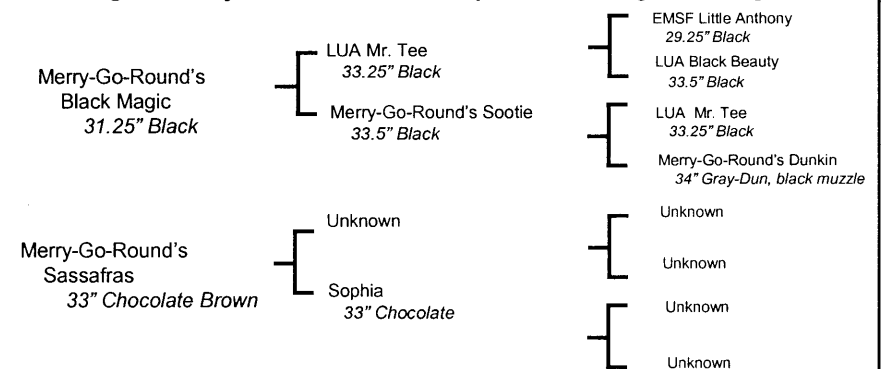 Merry-Go-Round's
Black Magic
31.25" Black
LUA Mr. Tee
33.25" Black
Merry-Go-Round's Sootie
33.5" Black
EMSF Little Anthony
29.25" Black
LUA Black Beauty
33.5" Black
LUA Mr. Tee
33.25" Black
Merry-Go-Round's Dunkin
34" Gray-Dun, black muzzle
Merry-Go-Round's
Sassafras
33" Chocolate Brown
Unknown
Sophia
33" Chocolate
Unknown
Unknown
Unknown
Unknown